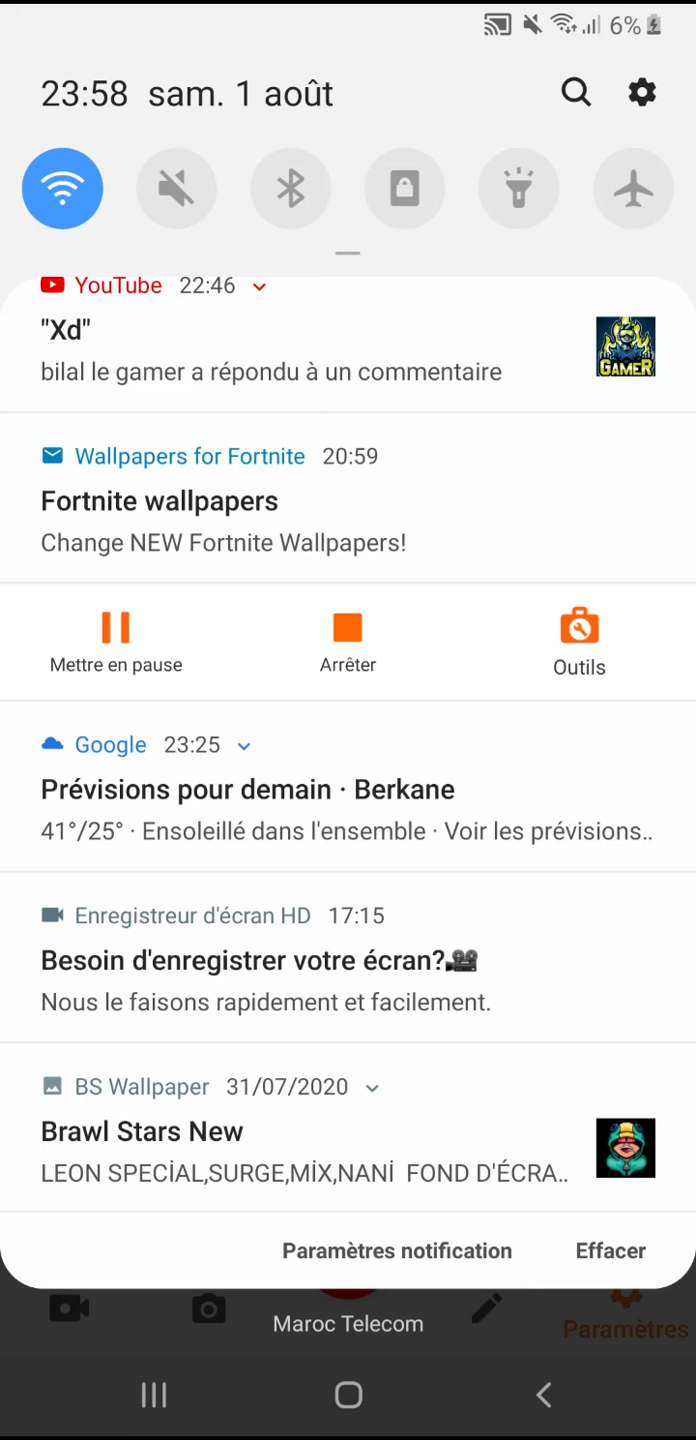 6%
23:58 sam. 1 août
YouTube 22:46
"Xd"
bilal le gamer a répondu à un commentaire
GAMER
Wallpapers for Fortnite 20:59
Fortnite wallpapers
Change NEW Fortnite Wallpapers!
Mettre en pause Arrêter Outils
Google 23:25
Prévisions pour demain · Berkane
41°/25° · Ensoleillé dans l'ensemble · Voir les prévisions..
Enregistreur d'écran HD 17:15
Besoin d'enregistrer votre écran?🎥
Nous le faisons rapidement et facilement.
BS Wallpaper 31/07/2020
Brawl Stars New
LEON SPECİAL,SURGE,MİX,NANİ FOND D'ÉCRA..
Paramètres notification Effacer
Maroc Telecom
Paramètres